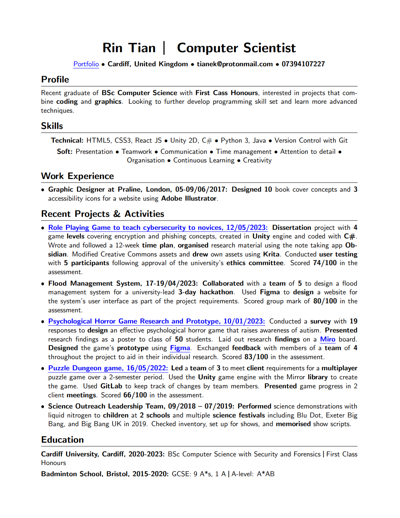 Rin Tian | Computer Scientist
Portfolio • Cardiff, United Kingdom • tianek@protonmail.com • 07394107227
Profile
Recent graduate of BSc Computer Science with First Cass Honours, interested in projects that com-
bine coding and graphics. Looking to further develop programming skill set and learn more advanced
techniques.
Skills
Technical: HTML5, CSS3, React JS • Unity 2D, C# • Python 3, Java • Version Control with Git
Soft: Presentation • Teamwork • Communication • Time management • Attention to detail •
Organisation • Continuous Learning • Creativity
Work Experience
• Graphic Designer at Praline, London, 05-09/06/2017: Designed 10 book cover concepts and 3
accessibility icons for a website using Adobe Illustrator.
Recent Projects & Activities
• Role Playing Game to teach cybersecurity to novices, 12/05/2023: Dissertation project with 4
game levels covering encryption and phishing concepts, created in Unity engine and coded with C#.
Wrote and followed a 12-week time plan, organised research material using the note taking app Ob-
sidian. Modified Creative Commons assets and drew own assets using Krita. Conducted user testing
with 5 participants following approval of the university's ethics committee. Scored 74/100 in the
assessment.
• Flood Management System, 17-19/04/2023: Collaborated with a team of 5 to design a flood
management system for a university-lead 3-day hackathon. Used Figma to design a website for
the system's user interface as part of the project requirements. Scored group mark of 80/100 in the
assessment.
• Psychological Horror Game Research and Prototype, 10/01/2023: Conducted a survey with 19
responses to design an effective psychological horror game that raises awareness of autism. Presented
research findings as a poster to class of 50 students. Laid out research findings on a Miro board.
Designed the game's prototype using Figma. Exchanged feedback with members of a team of 4
throughout the project to aid in their individual research. Scored 83/100 in the assessment.
• Puzzle Dungeon game, 16/05/2022: Led a team of 3 to meet client requirements for a multiplayer
puzzle game over a 2-semester period. Used the Unity game engine with the Mirror library to create
the game. Used GitLab to keep track of changes by team members. Presented game progress in 2
client meetings. Scored 66/100 in the assessment.
• Science Outreach Leadership Team, 09/2018 – 07/2019: Performed science demonstrations with
liquid nitrogen to children at 2 schools and multiple science festivals including Blu Dot, Exeter Big
Bang, and Big Bang UK in 2019. Checked inventory, set up for shows, and memorised show scripts.
Education
Cardiff University, Cardiff, 2020-2023: BSc Computer Science with Security and Forensics | First Class
Honours
Badminton School, Bristol, 2015-2020: GCSE: 9 A*s, 1 A | A-level: A*AB